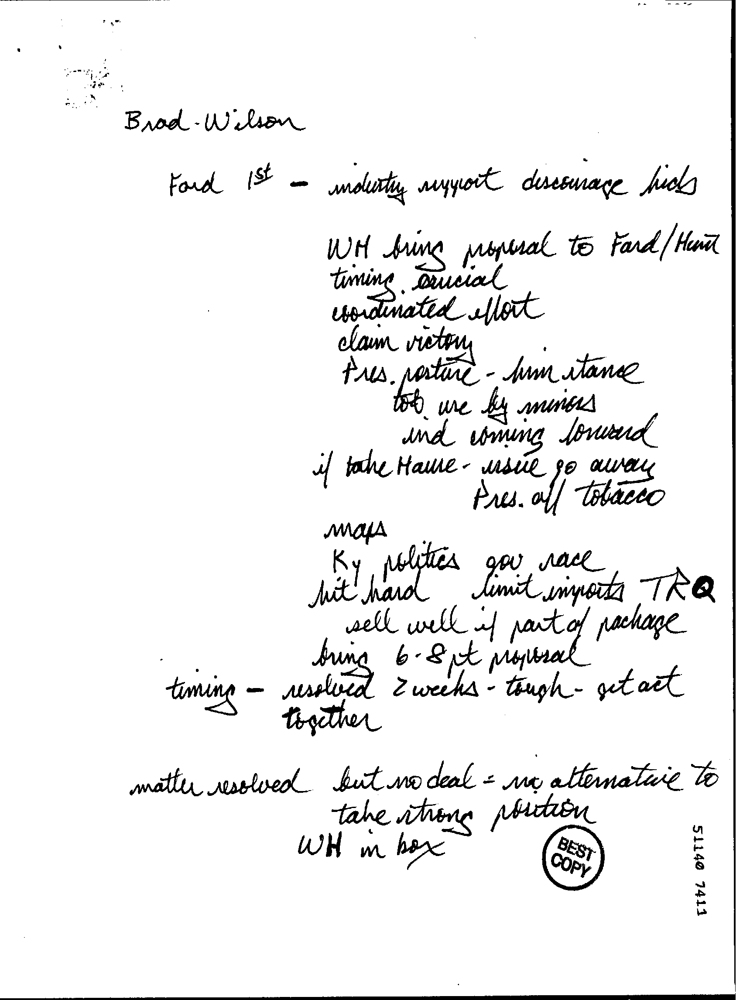 Brad-Wilson
Ford 1st - industry support discourage kids
WH bring proposal to Ford/Hunt
timing crucial
coordinated effort
claim victory
Pres. posture - firm stance
tob use by minors
ind coming forward
if take House - issue go away
Pres. off tobacco
maps
Ky politics gov race
hit hard limit imports TRQ
sell well if part of package
bring 6-8 pt proposal
timing - resolved 2 weeks - tough - get act
together
matter resolved but no deal = no alternative to
take strong position
WH in box
BEST
COPY
51140 7411